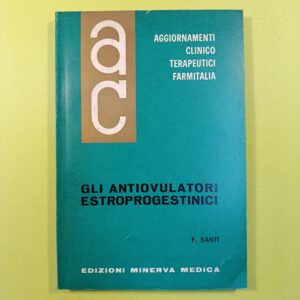 ac
AGGIORNAMENTI
CLINICO
TERAPEUTICI
FARMITALIA
GLI ANTIOVULATORI
ESTROPROGESTINICI
F. SANTI
EDIZIONI MINERVA MEDICA